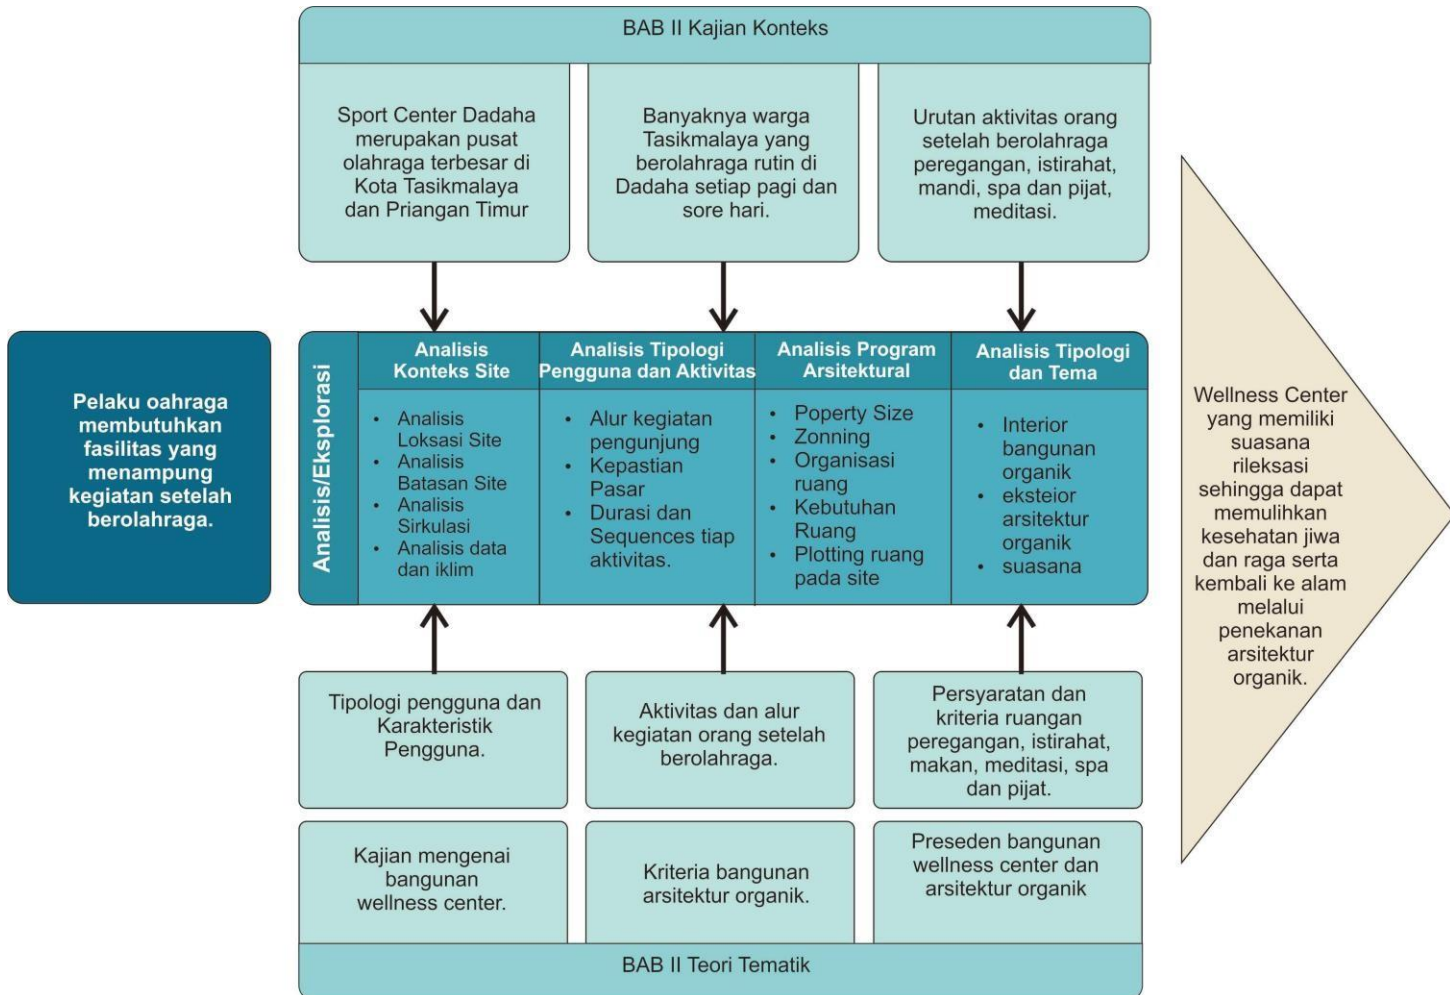 BAB II Kajian Konteks
Sport Center Dadaha
merupakan pusat
olahraga terbesar di
Kota Tasikmalaya
dan Priangan Timur
Banyaknya warga
Tasikmalaya yang
berolahraga rutin di
Dadaha setiap pagi dan
sore hari.
Urutan aktivitas orang
setelah berolahraga
peregangan, istirahat,
mandi, spa dan pijat,
meditasi.
Pelaku oahraga
membutuhkan
fasilitas yang
menampung
kegiatan setelah
berolahraga.
Analisis/Eksplorasi
Analisis
Konteks Site
• Analisis
Loksasi Site
• Analisis
Batasan Site
• Analisis
Sirkulasi
• Analisis data
dan iklim
Analisis Tipologi
Pengguna dan Aktivitas
• Alur kegiatan
pengunjung
• Kepastian
Pasar
• Durasi dan
Sequences tiap
aktivitas.
Analisis Program
Arsitektural
• Poperty Size
• Zonning
• Organisasi
ruang
• Kebutuhan
Ruang
• Plotting ruang
pada site
Analisis Tipologi
dan Tema
• Interior
bangunan
organik
• eksteior
arsitektur
organik
• suasana
Wellness Center
yang memiliki
suasana
rileksasi
sehingga dapat
memulihkan
kesehatan jiwa
dan raga serta
kembali ke alam
melalui
penekanan
arsitektur
organik.
Tipologi pengguna dan
Karakteristik
Pengguna.
Aktivitas dan alur
kegiatan orang setelah
berolahraga.
Persyaratan dan
kriteria ruangan
peregangan, istirahat,
makan, meditasi, spa
dan pijat.
Kajian mengenai
bangunan
wellness center.
Kriteria bangunan
arsitektur organik.
Preseden bangunan
wellness center dan
arsitektur organik
BAB II Teori Tematik